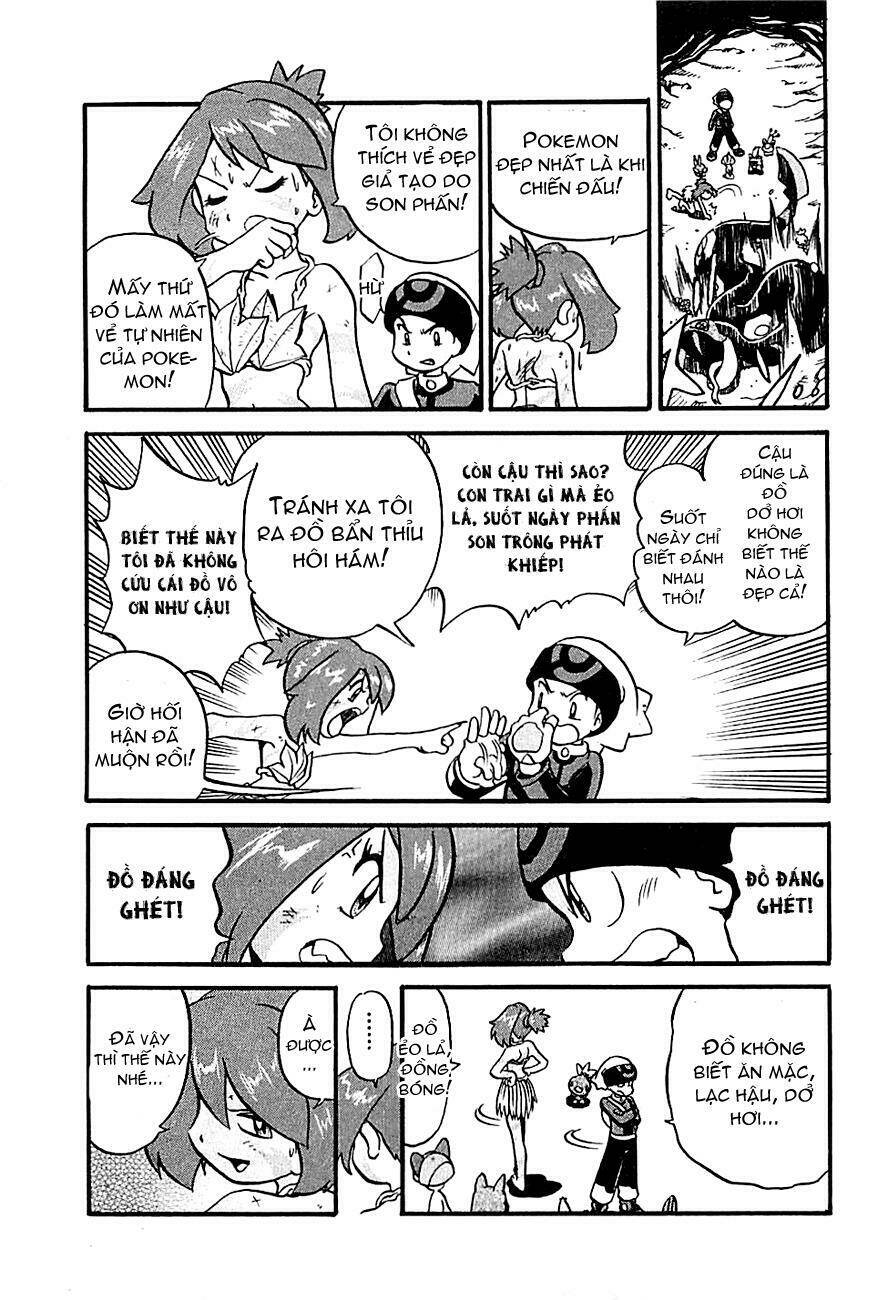 POKEMON
ĐẸP NHẤT LÀ KHI
CHIẾN ĐẤU!
TÔI KHÔNG
THÍCH VẺ ĐẸP
GIẢ TẠO DO
SON PHẤN!
HỪ
MẤY THỨ
ĐÓ LÀM MẤT
VẺ TỰ NHIÊN
CỦA POKE-
MON!
CẬU
ĐÚNG LÀ
ĐỒ
DỞ HƠI
KHÔNG
BIẾT THẾ
NÀO LÀ
ĐẸP CẢ!
SUỐT
NGÀY CHỈ
BIẾT ĐÁNH
NHAU
THÔI!
CÒN CẬU THÌ SAO?
CON TRAI GÌ MÀ ẺO
LẢ, SUỐT NGÀY PHẤN
SON TRÔNG PHÁT
KHIẾP!
TRÁNH XA TÔI
RA ĐỒ BẨN THỈU
HÔI HÁM!
BIẾT THẾ NÀY
TÔI ĐÃ KHÔNG
CỨU CÁI ĐỒ VÔ
ƠN NHƯ CẬU!
GIỜ HỐI
HẬN ĐÃ
MUỘN RỒI!
ĐỒ ĐÁNG
GHÉT!
ĐỒ ĐÁNG
GHÉT!
ĐỒ KHÔNG
BIẾT ĂN MẶC,
LẠC HẬU, DỞ
HƠI...
ĐỒ
ẺO LẢ,
ĐỒNG
BÓNG!
......
À
ĐƯỢC
...
ĐÃ VẬY
THÌ THẾ NÀY
NHÉ...